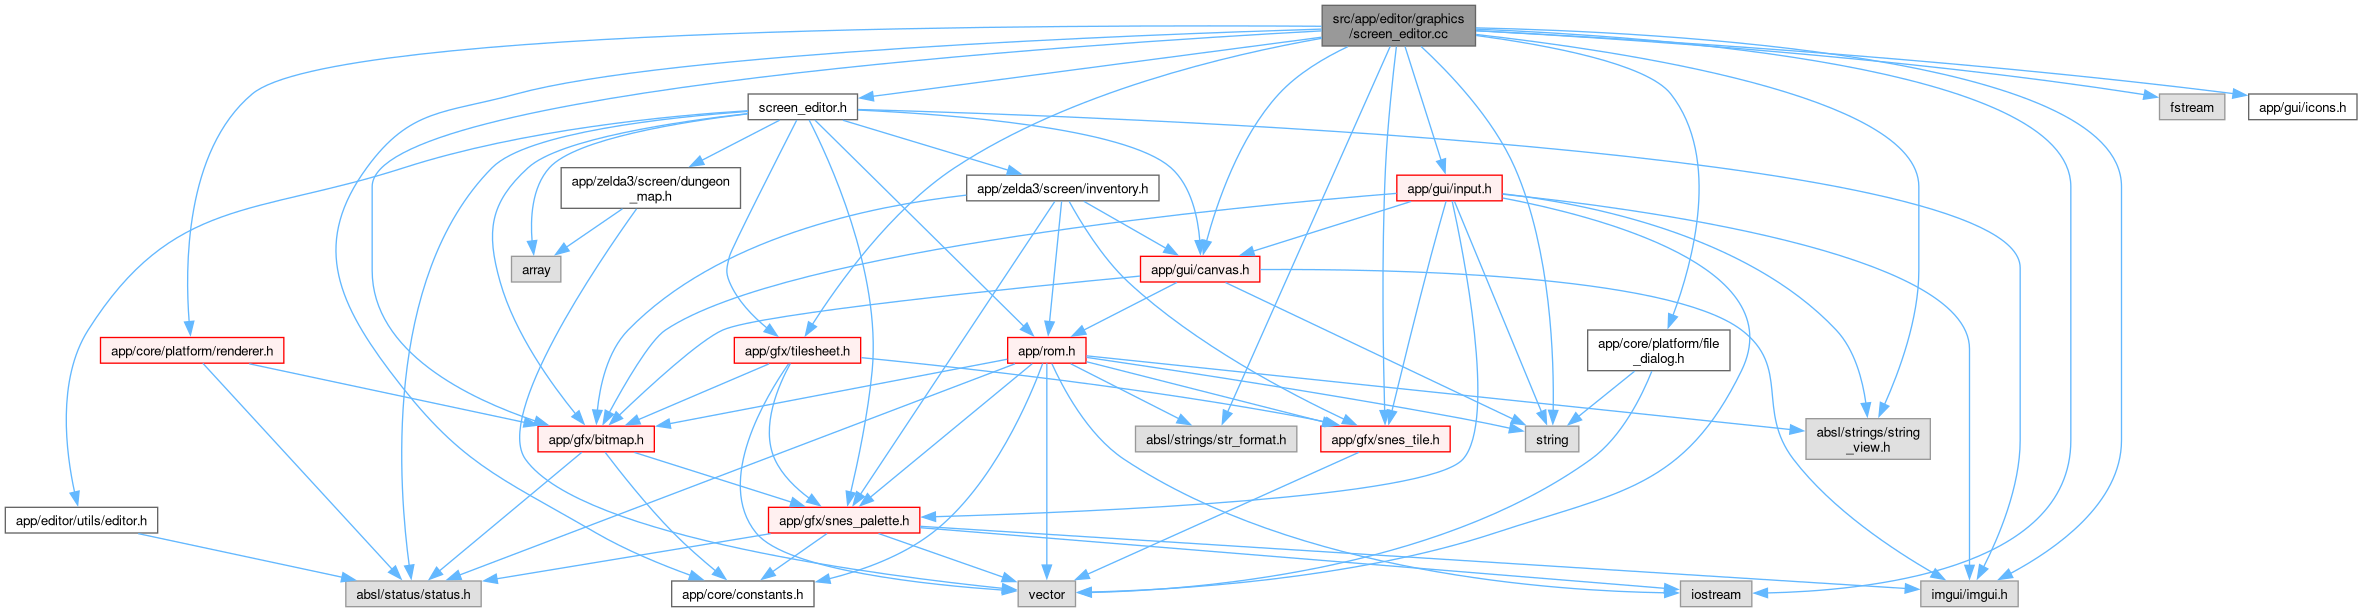 src/app/editor/graphics
/screen_editor.cc
screen_editor.h
fstream
app/gui/icons.h
app/zelda3/screen/dungeon
_map.h
app/zelda3/screen/inventory.h
app/gui/input.h
array
app/gui/canvas.h
app/core/platform/renderer.h
app/gfx/tilesheet.h
app/rom.h
app/core/platform/file
_dialog.h
app/gfx/bitmap.h
absl/strings/str_format.h
app/gfx/snes_tile.h
string
absl/strings/string
_view.h
app/editor/utils/editor.h
app/gfx/snes_palette.h
absl/status/status.h
app/core/constants.h
vector
iostream
imgui/imgui.h